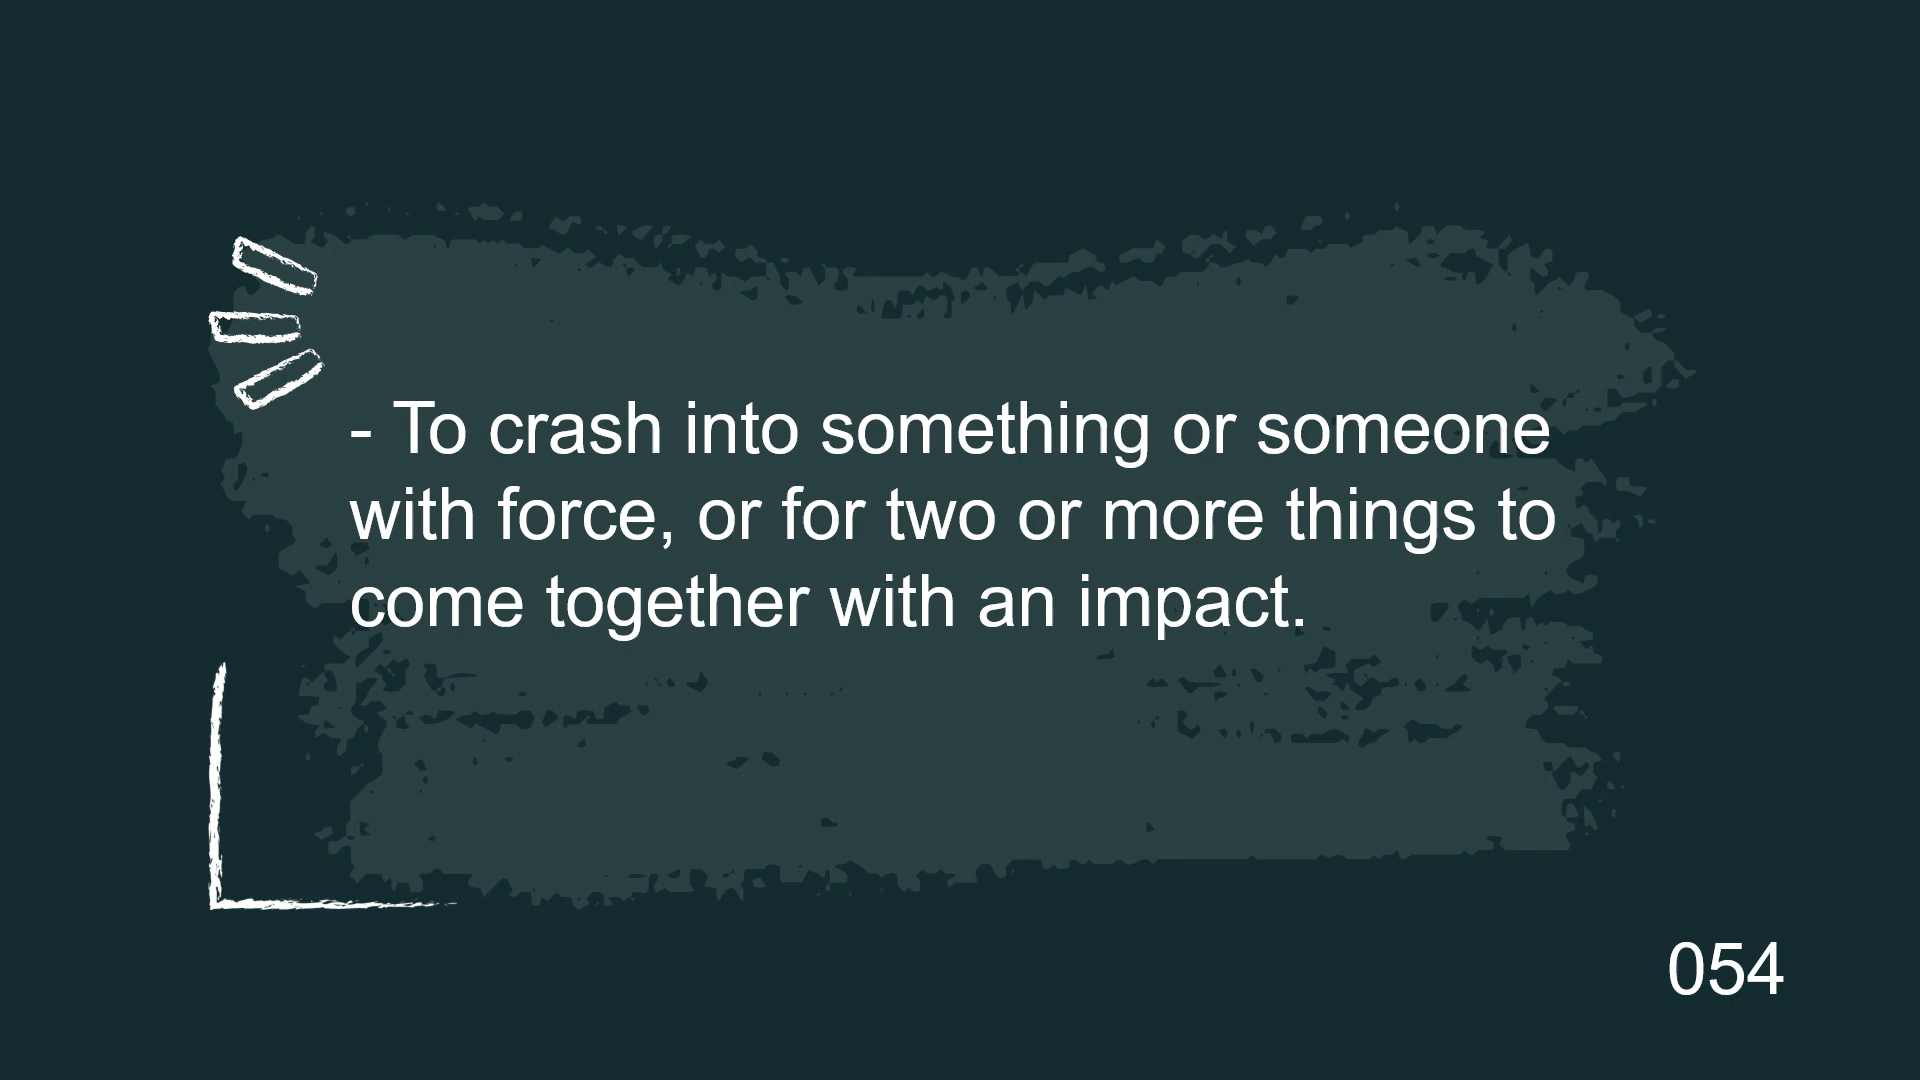 - To crash into something or someone
with force, or for two or more things to
come together with an impact.
054